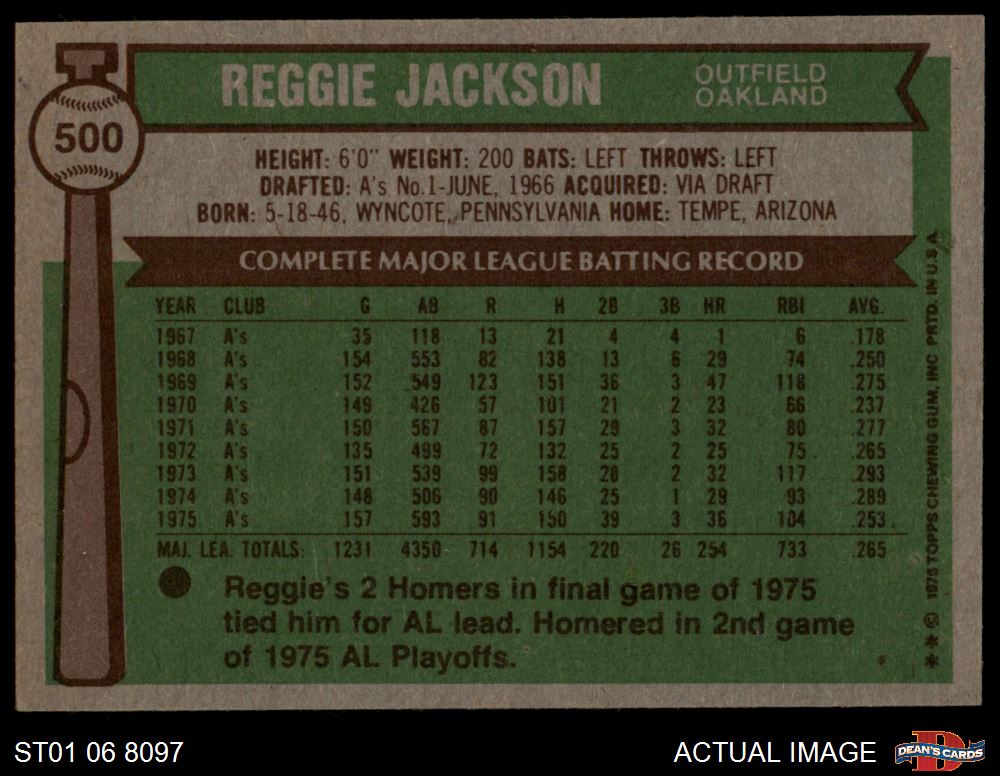 500
REGGIE JACKSON
OUTFIELD
OAKLAND
HEIGHT: 6'0" WEIGHT: 200 BATS: LEFT THROWS: LEFT
DRAFTED: A's No.1-JUNE, 1966 ACQUIRED: VIA DRAFT
BORN: 5-18-46, WYNCOTE, PENNSYLVANIA HOME: TEMPE, ARIZONA
COMPLETE MAJOR LEAGUE BATTING RECORD
YEAR CLUB G AB R H 2B 3B HR RBI AVG.
1967 A's 35 118 13 21 4 4 1 6 .178
1968 A's 154 553 82 138 13 6 29 74 .250
1969 A's 152 549 123 151 36 3 47 118 .275
1970 A's 149 426 57 101 21 2 23 66 .237
1971 A's 150 567 87 157 29 3 32 80 .277
1972 A's 135 499 72 132 25 2 25 75 .265
1973 A's 151 539 99 158 28 2 32 117 .293
1974 A's 148 506 90 146 25 1 29 93 .289
1975 A's 157 593 91 150 39 3 36 104 .253
MAJ. LEA. TOTALS: 1231 4350 714 1154 220 26 254 733 .265
Reggie's 2 Homers in final game of 1975
tied him for AL lead. Homered in 2nd game
of 1975 AL Playoffs.
** © 1975 TOPPS CHEWING GUM, INC PRTD. IN U.S.A.
ST01 06 8097
ACTUAL IMAGE
DEAN'S CARDS